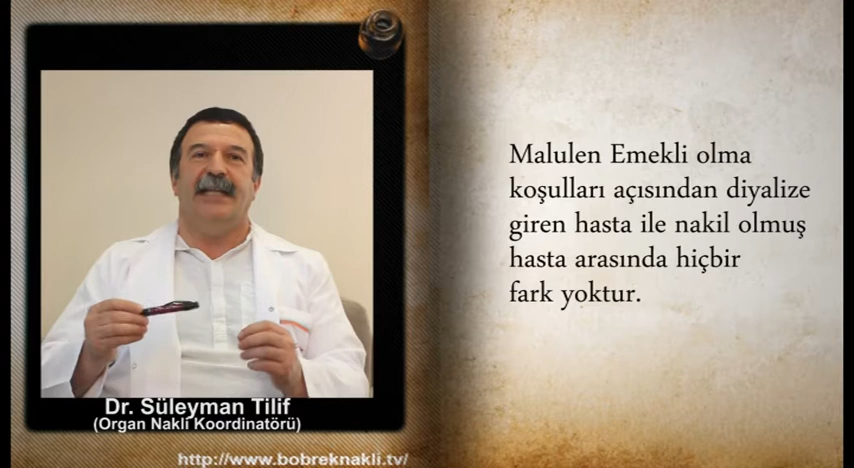 Malulen Emekli olma
koşulları açısından diyalize
giren hasta ile nakil olmuş
hasta arasında hiçbir
fark yoktur.
Dr. Süleyman Tilif
(Organ Nakli Koordinatörü)
http://www.bobreknakli.tv/